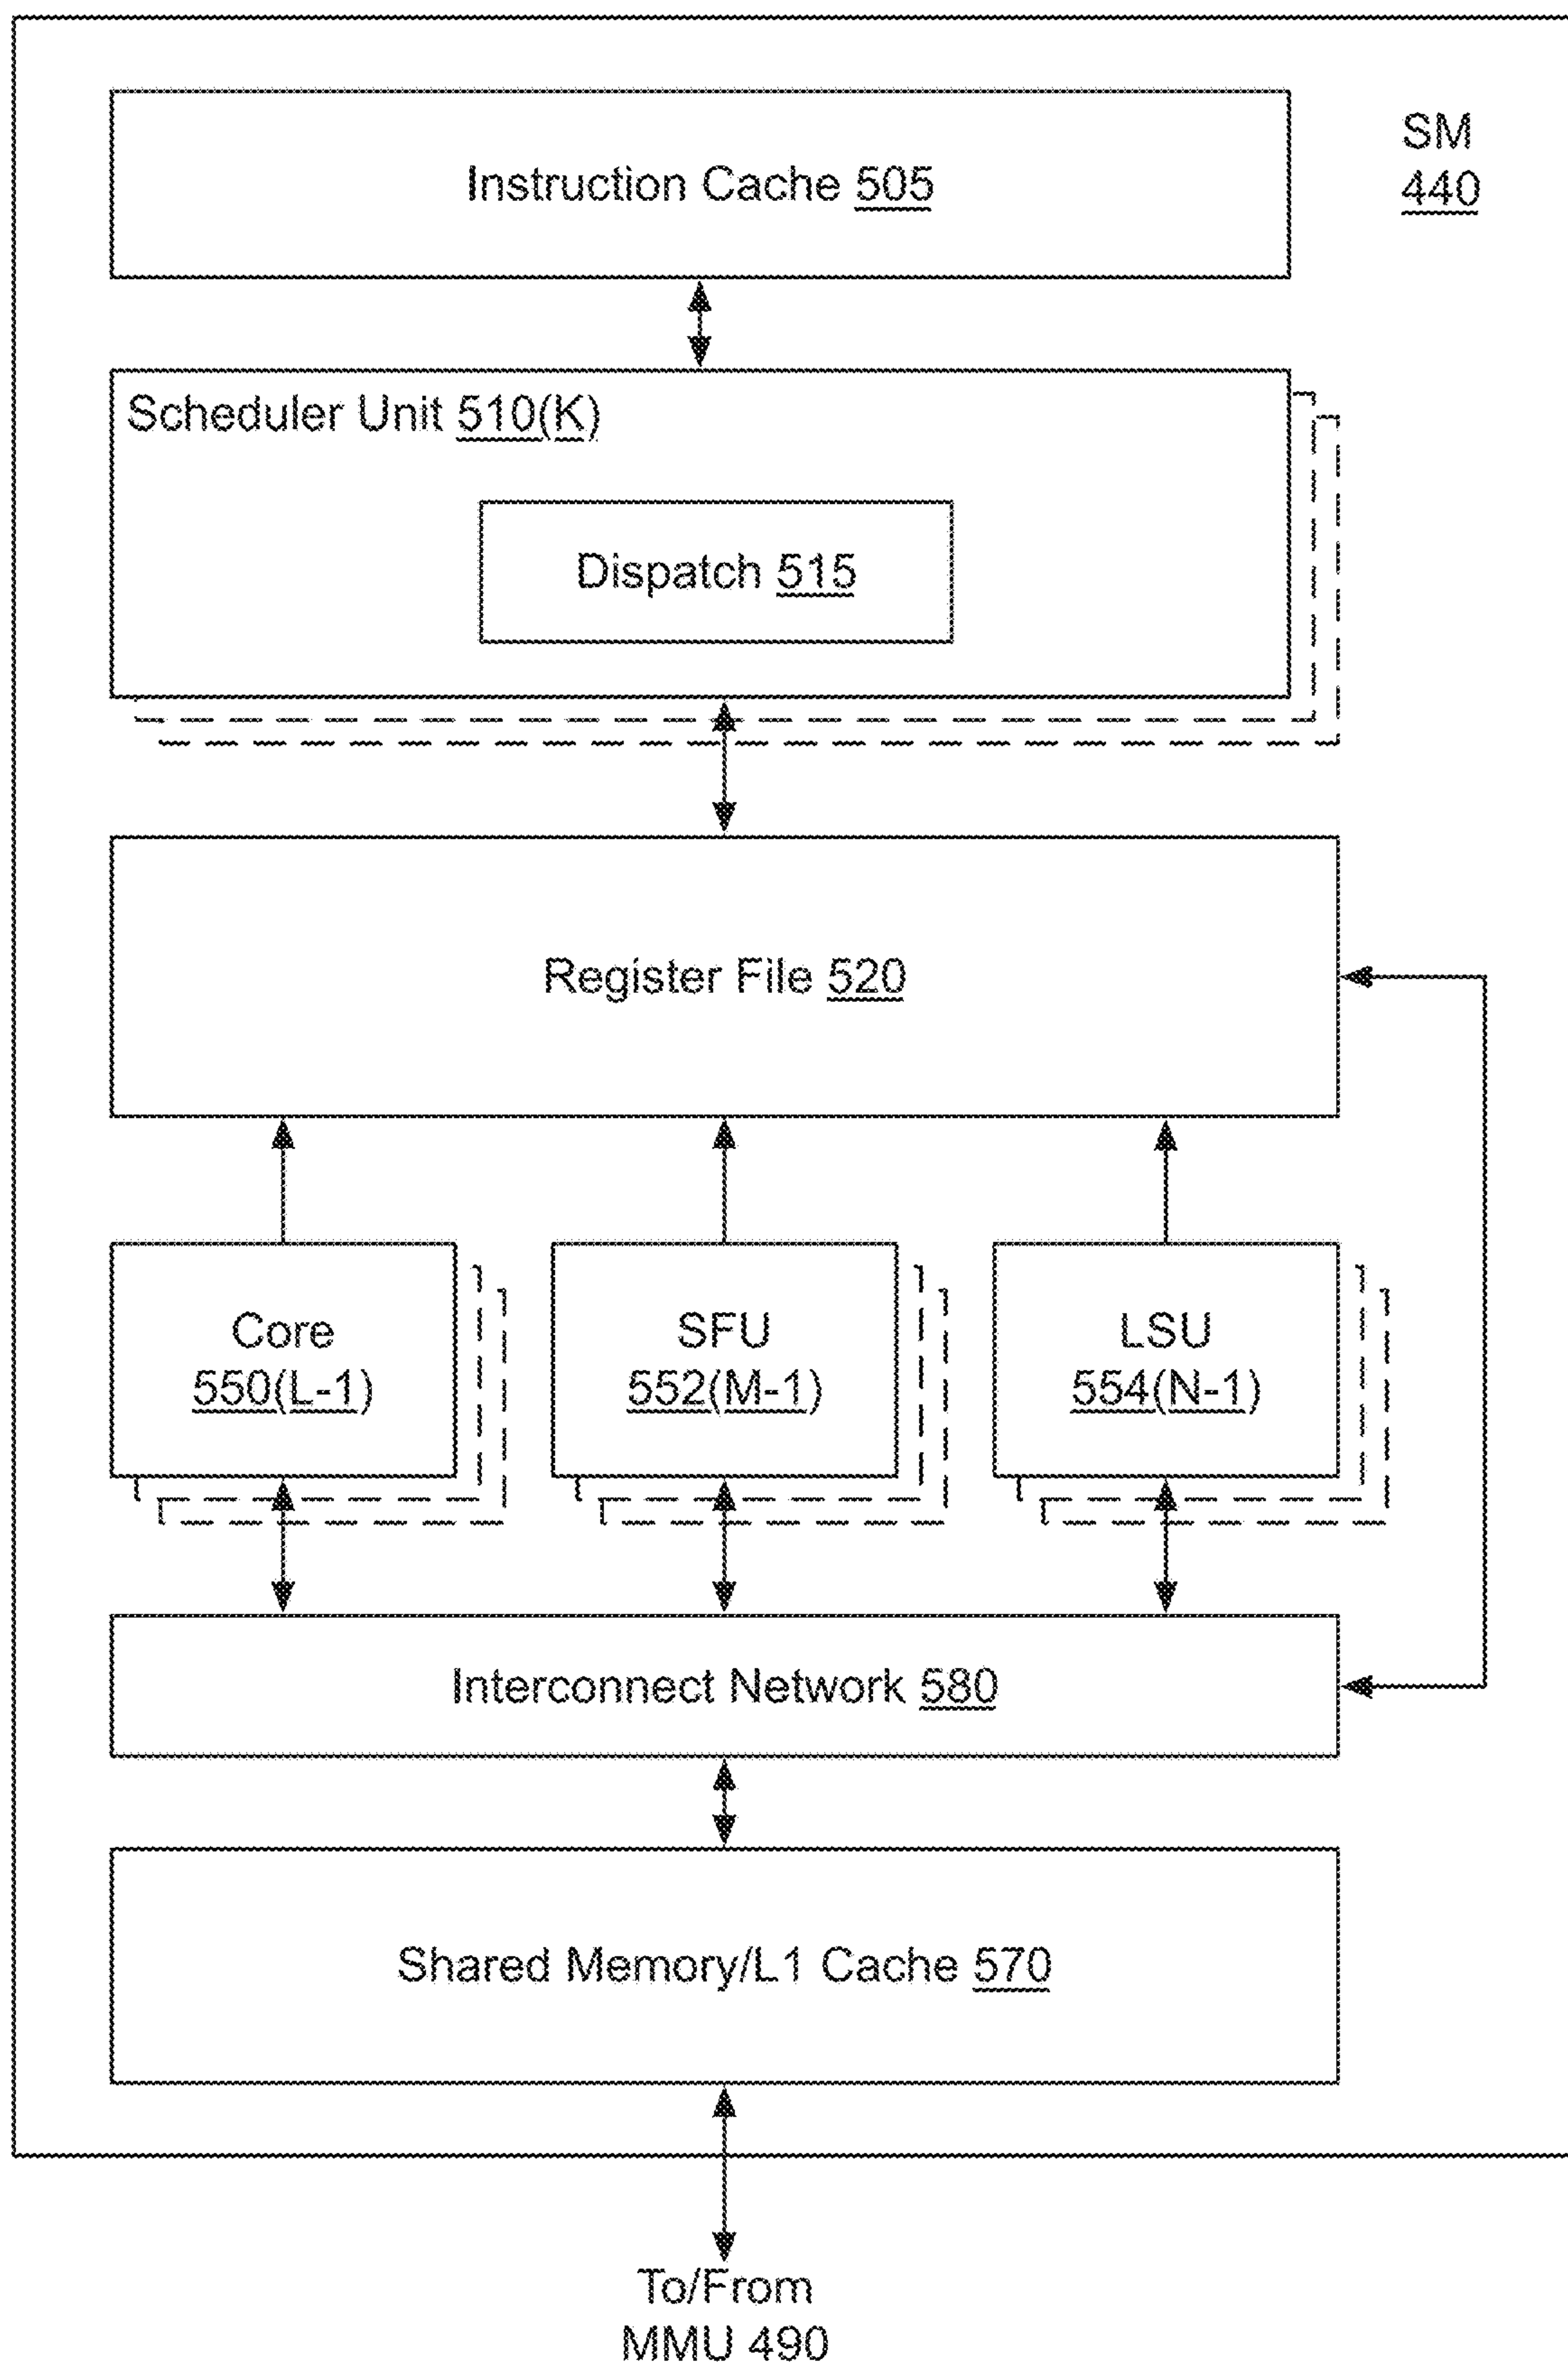 SM
440
Instruction Cache 505
Scheduler Unit 510(K)
Dispatch 515
Register File 520
Core
550(L-1)
SFU
552(M-1)
LSU
554(N-1)
Interconnect Network 580
Shared Memory/L1 Cache 570
To/From
MMU 490